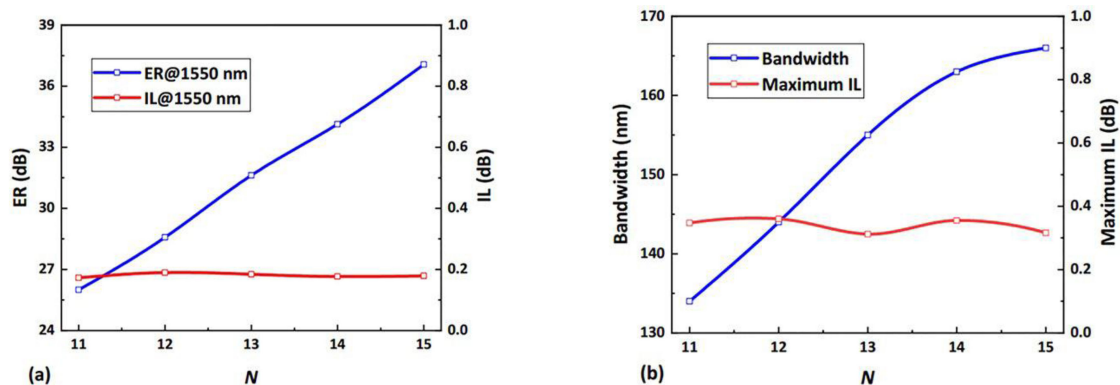 39
36
33
30
27
24
ER (dB)
ER@1550 nm
IL@1550 nm
1.0
0.8
0.6
0.4
0.2
0.0
IL (dB)
11 12 13 14 15
(a) N
170
160
150
140
130
Bandwidth (nm)
Bandwidth
Maximum IL
1.0
0.8
0.6
0.4
0.2
0.0
Maximum IL (dB)
11 12 13 14 15
(b) N